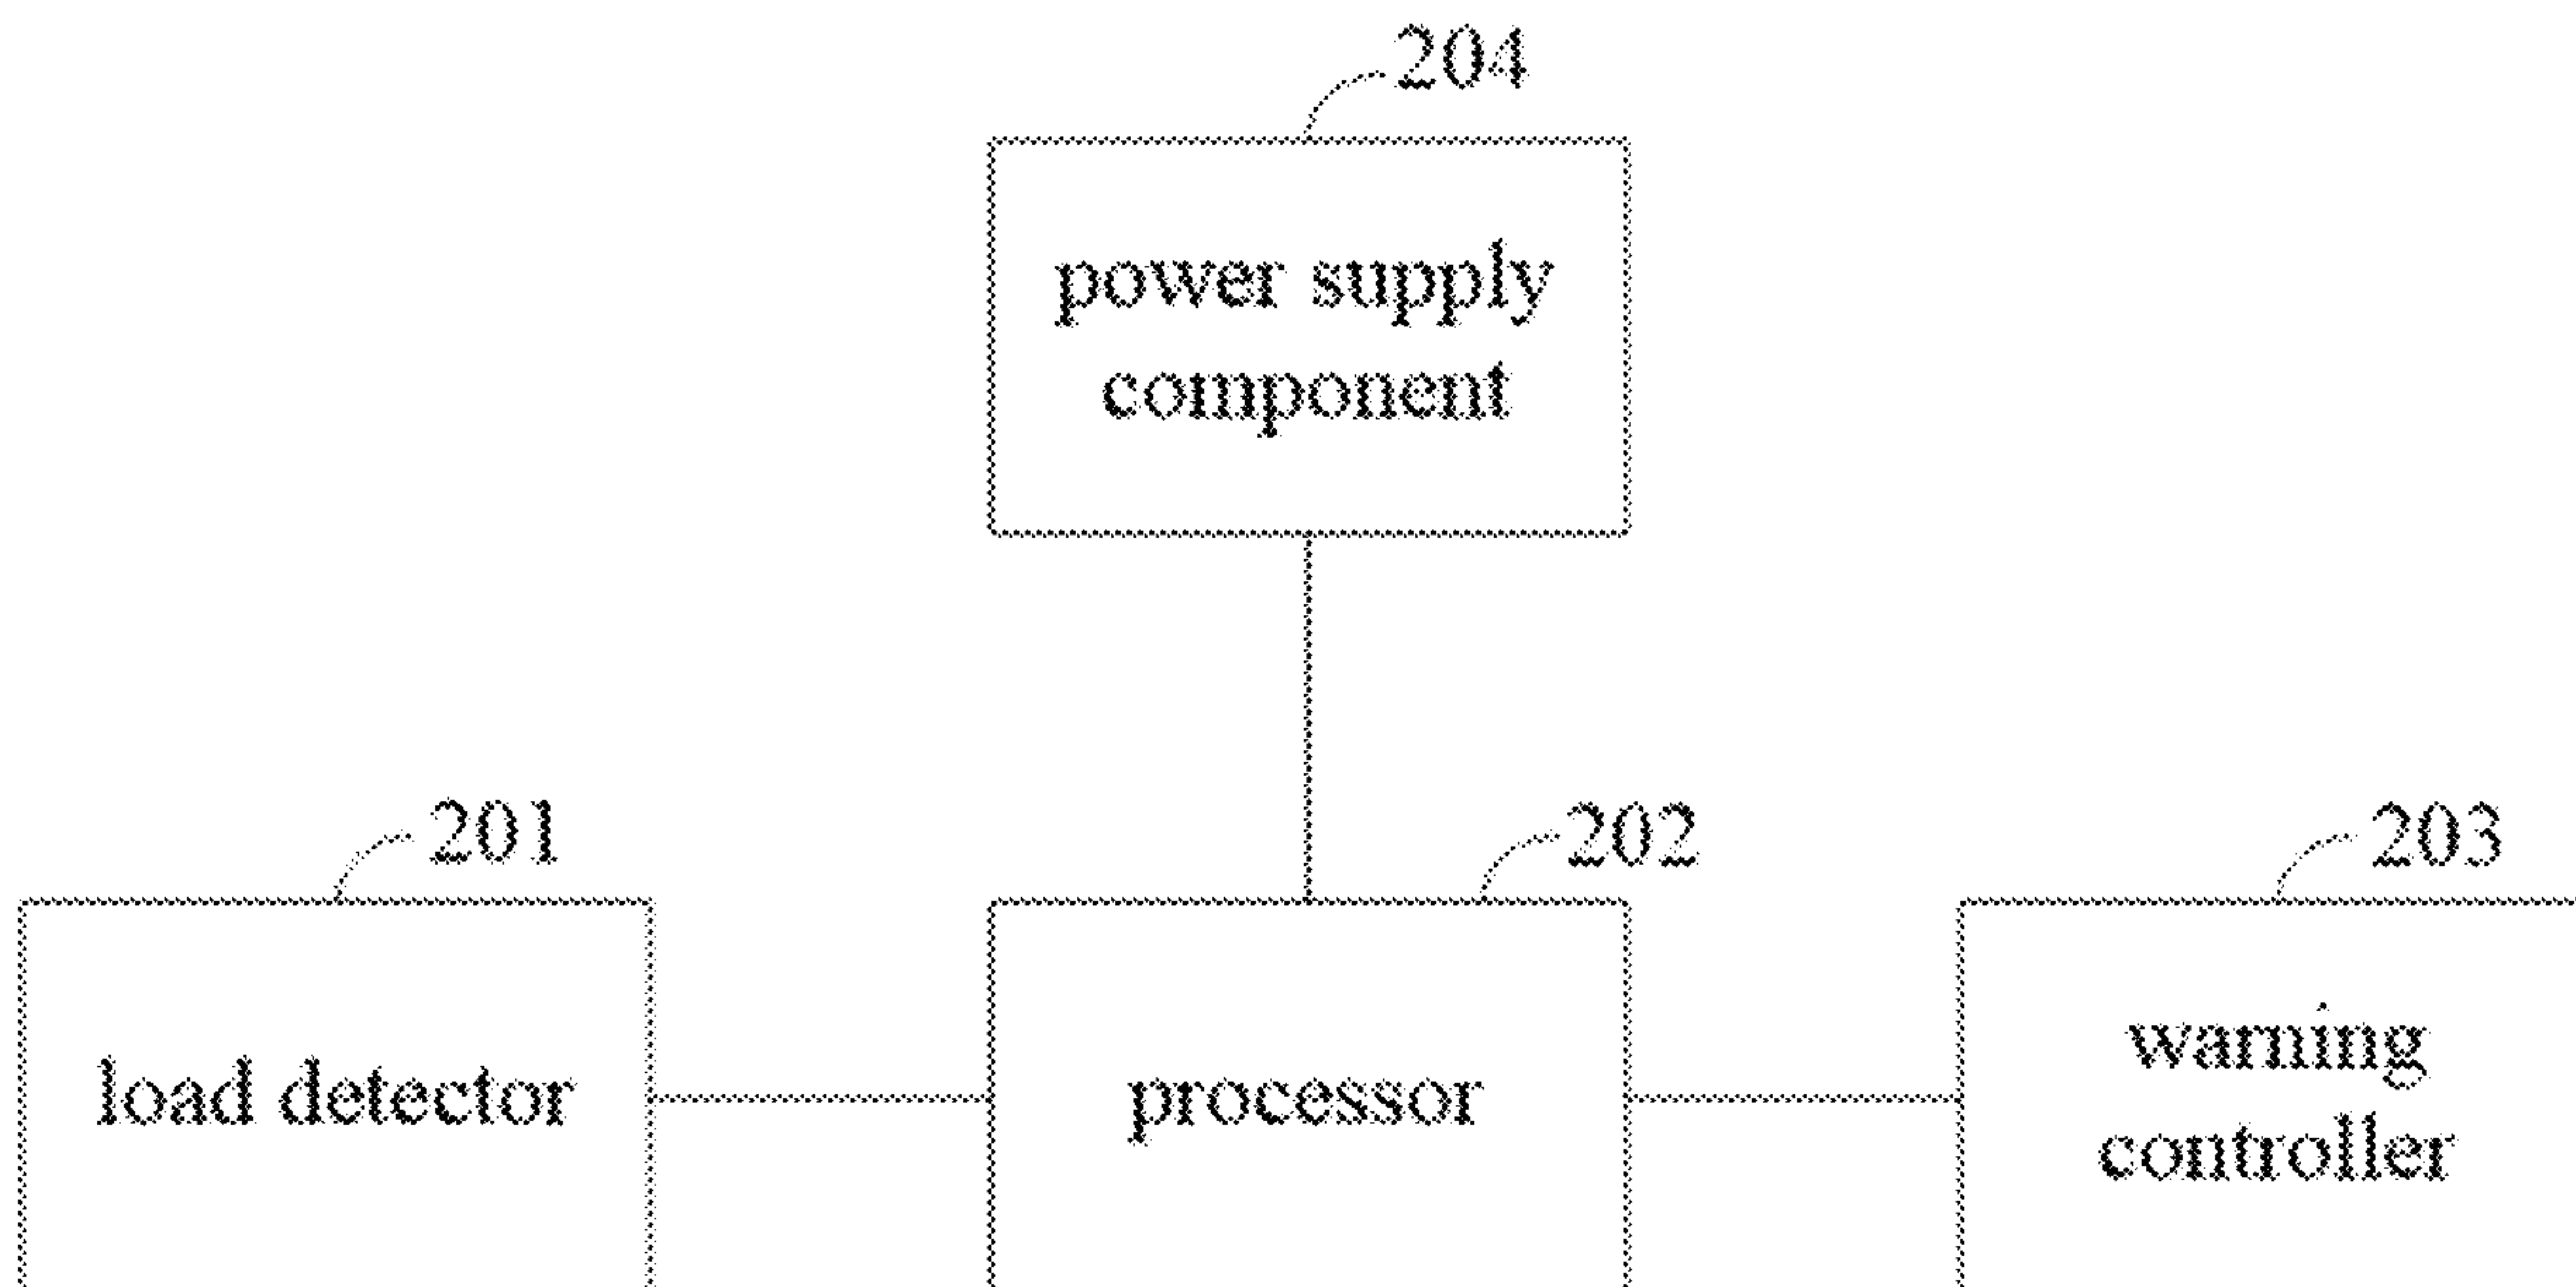 204
power supply
component
201
202
203
load detector
processor
warning
controller